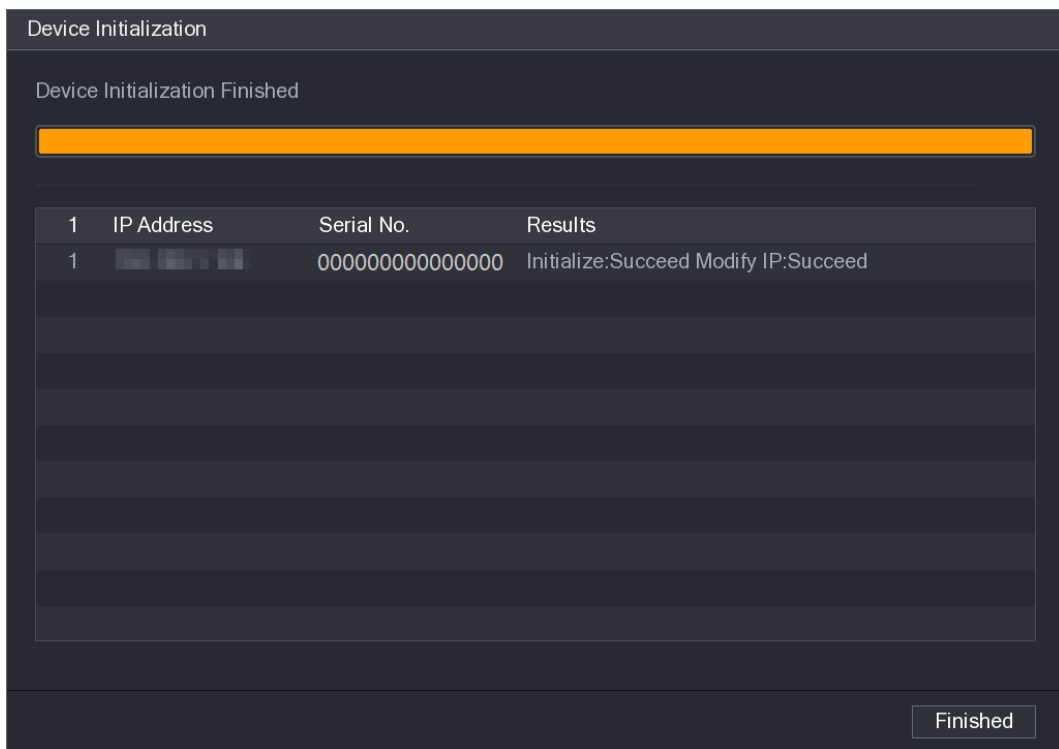 Device Initialization
Device Initialization Finished
1 IP Address Serial No. Results
1 000000000000000 Initialize:Succeed Modify IP:Succeed
Finished